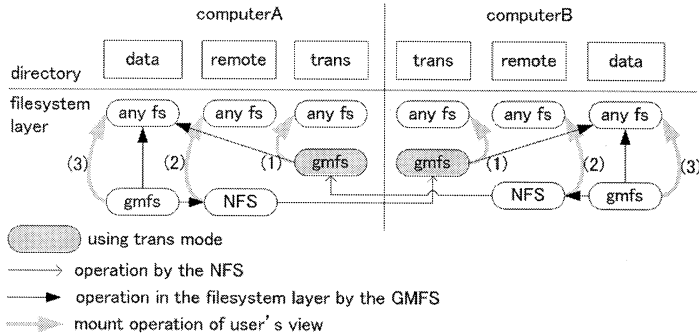 computerA computerB
data remote trans trans remote data
directory
filesystem layer
any fs any fs any fs any fs any fs any fs
(3) (2) (1) gmfs gmfs (1) (2) (3)
gmfs NFS NFS gmfs
using trans mode
operation by the NFS
operation in the filesystem layer by the GMFS
mount operation of user's view